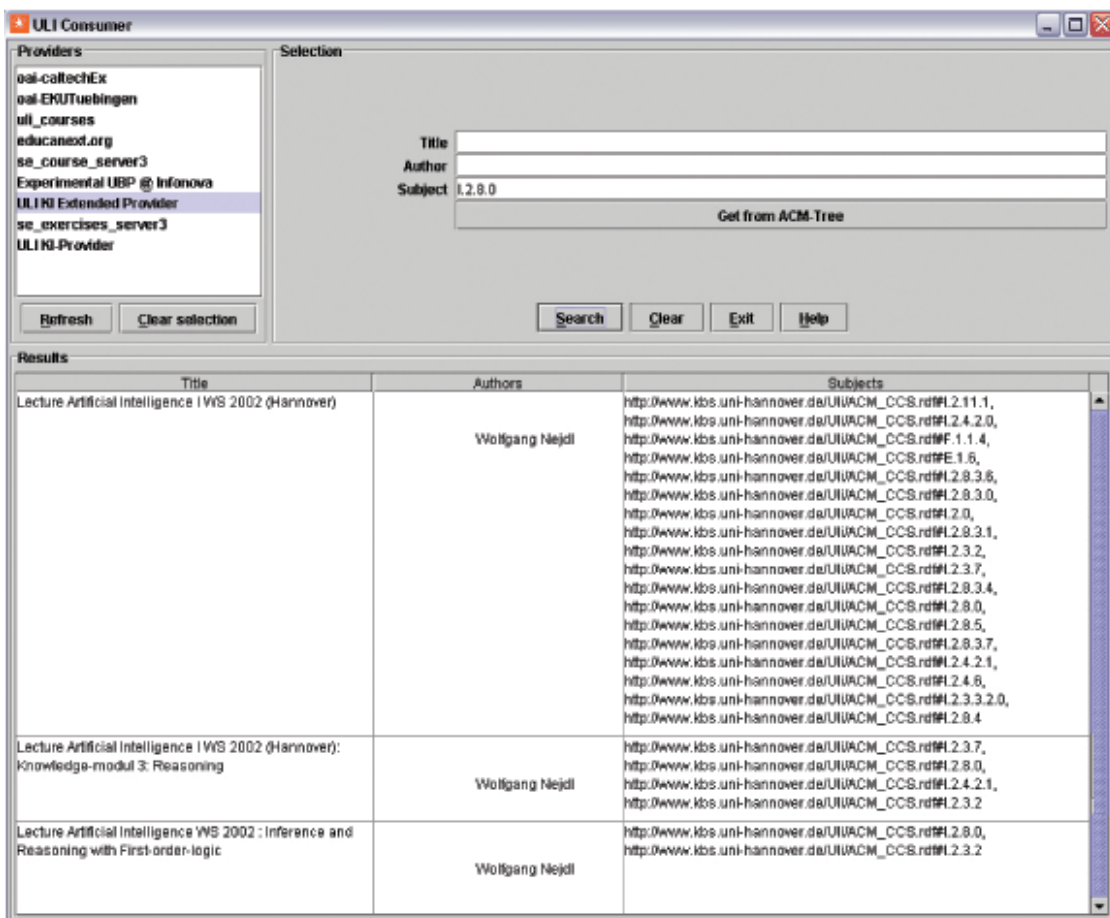 ULI Consumer
Providers
oai-caltechEx
oai-EKUTuebingen
uli_courses
educanext.org
se_course_server3
Experimental UBP @ Infonova
ULI KI Extended Provider
se_exercises_server3
ULI KI-Provider
Refresh Clear selection
Selection
Title
Author
Subject I.2.8.0
Get from ACM-Tree
Search Clear Exit Help
Results
Title Authors Subjects
Lecture Artificial Intelligence I WS 2002 (Hannover)
Wolfgang Nejdl
http://www.kbs.uni-hannover.de/Uli/ACM_CCS.rdf#I.2.11.1,
http://www.kbs.uni-hannover.de/Uli/ACM_CCS.rdf#I.2.4.2.0,
http://www.kbs.uni-hannover.de/Uli/ACM_CCS.rdf#F.1.1.4,
http://www.kbs.uni-hannover.de/Uli/ACM_CCS.rdf#E.1.6,
http://www.kbs.uni-hannover.de/Uli/ACM_CCS.rdf#I.2.8.3.6,
http://www.kbs.uni-hannover.de/Uli/ACM_CCS.rdf#I.2.8.3.0,
http://www.kbs.uni-hannover.de/Uli/ACM_CCS.rdf#I.2.0,
http://www.kbs.uni-hannover.de/Uli/ACM_CCS.rdf#I.2.8.3.1,
http://www.kbs.uni-hannover.de/Uli/ACM_CCS.rdf#I.2.3.2,
http://www.kbs.uni-hannover.de/Uli/ACM_CCS.rdf#I.2.3.7,
http://www.kbs.uni-hannover.de/Uli/ACM_CCS.rdf#I.2.8.3.4,
http://www.kbs.uni-hannover.de/Uli/ACM_CCS.rdf#I.2.8.0,
http://www.kbs.uni-hannover.de/Uli/ACM_CCS.rdf#I.2.8.5,
http://www.kbs.uni-hannover.de/Uli/ACM_CCS.rdf#I.2.8.3.7,
http://www.kbs.uni-hannover.de/Uli/ACM_CCS.rdf#I.2.4.2.1,
http://www.kbs.uni-hannover.de/Uli/ACM_CCS.rdf#I.2.4.6,
http://www.kbs.uni-hannover.de/Uli/ACM_CCS.rdf#I.2.3.3.2.0,
http://www.kbs.uni-hannover.de/Uli/ACM_CCS.rdf#I.2.8.4
Lecture Artificial Intelligence I WS 2002 (Hannover):
Knowledge-modul 3: Reasoning
Wolfgang Nejdl
http://www.kbs.uni-hannover.de/Uli/ACM_CCS.rdf#I.2.3.7,
http://www.kbs.uni-hannover.de/Uli/ACM_CCS.rdf#I.2.8.0,
http://www.kbs.uni-hannover.de/Uli/ACM_CCS.rdf#I.2.4.2.1,
http://www.kbs.uni-hannover.de/Uli/ACM_CCS.rdf#I.2.3.2
Lecture Artificial Intelligence WS 2002 : Inference and
Reasoning with First-order-logic
Wolfgang Nejdl
http://www.kbs.uni-hannover.de/Uli/ACM_CCS.rdf#I.2.8.0,
http://www.kbs.uni-hannover.de/Uli/ACM_CCS.rdf#I.2.3.2